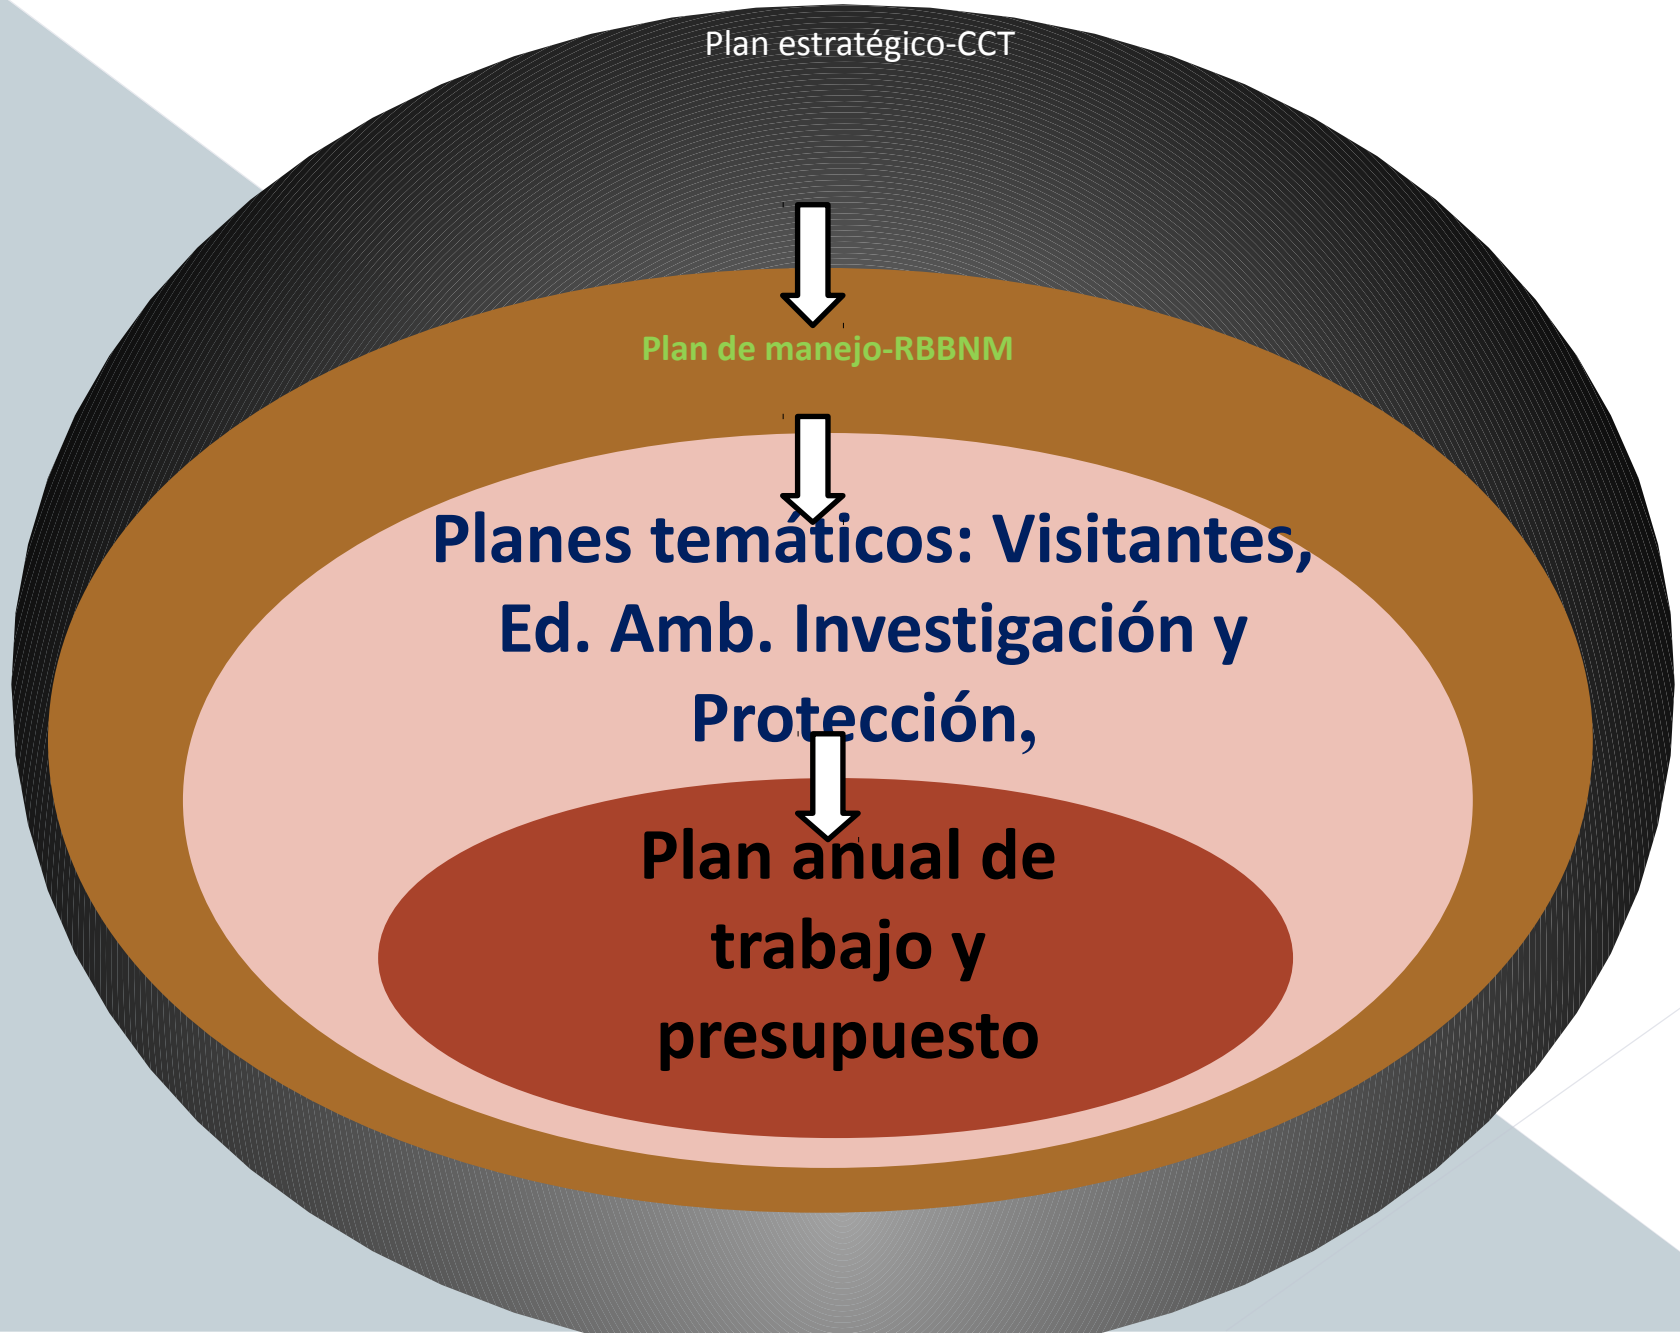 Plan estratégico-CCT
Plan de manejo-RBBNM
Planes temáticos: Visitantes,
Ed. Amb. Investigación y
Protección,
Plan anual de
trabajo y
presupuesto